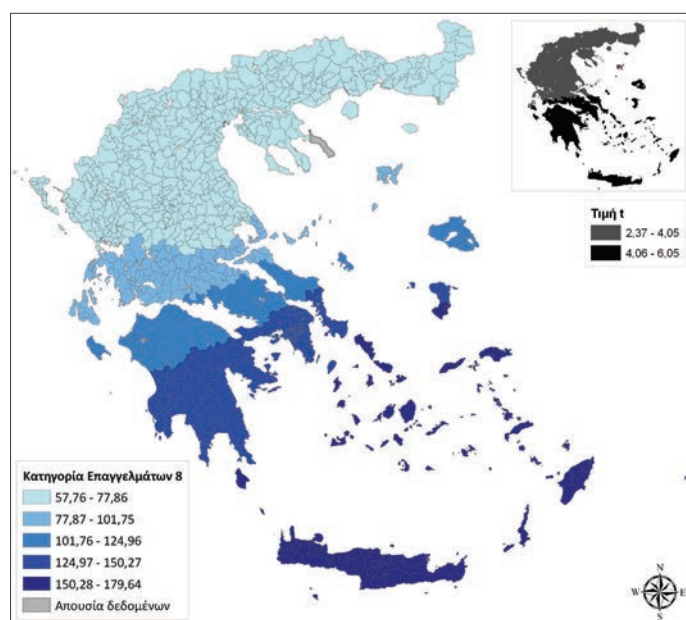 Τιμή t
2,37 - 4,05
4,06 - 6,05
Κατηγορία Επαγγελμάτων 8
57,76 - 77,86
77,87 - 101,75
101,76 - 124,96
124,97 - 150,27
150,28 - 179,64
Απουσία δεδομένων
N
W E
S